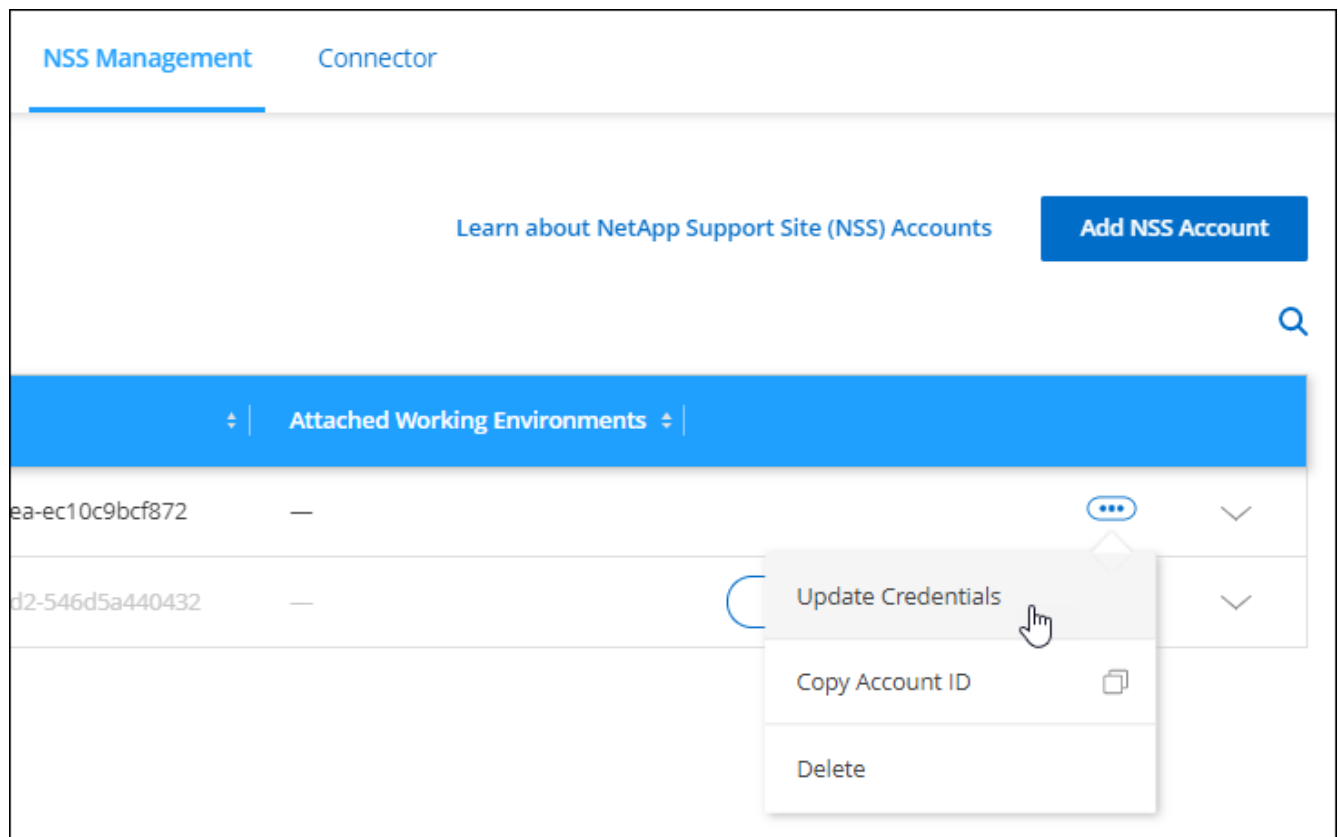 NSS Management Connector
Learn about NetApp Support Site (NSS) Accounts Add NSS Account
Attached Working Environments
ea-ec10c9bcf872 —
d2-546d5a440432 —
Update Credentials
Copy Account ID
Delete